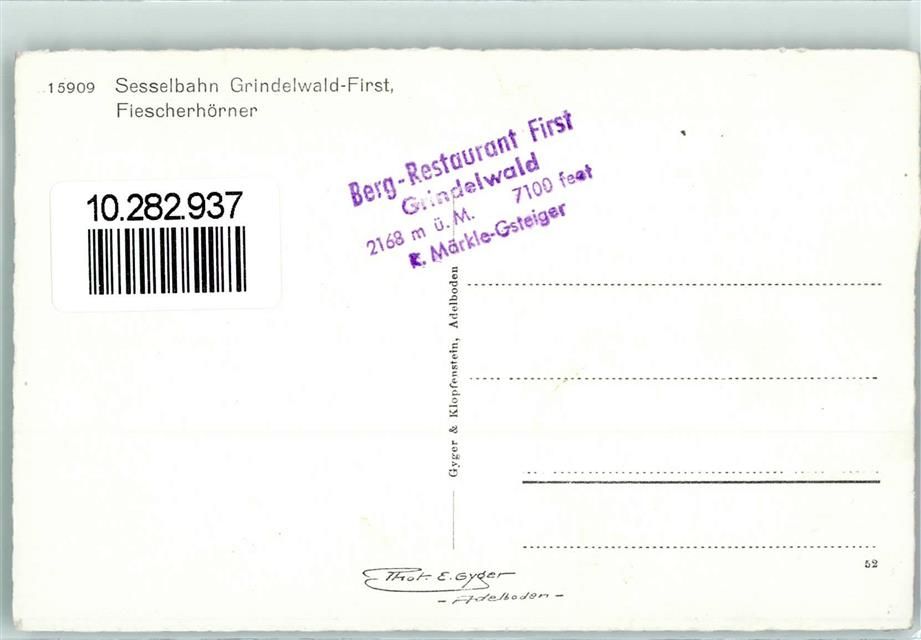 15909 Sesselbahn Grindelwald-First,
Fiescherhörner
10.282.937
Berg-Restaurant First
Grindelwald
2168 m ü. M. 7100 feet
K. Märkle-Gsteiger
Gyger & Klopfenstein, Adelboden
Phot. E. Gyger
- Adelboden -
52